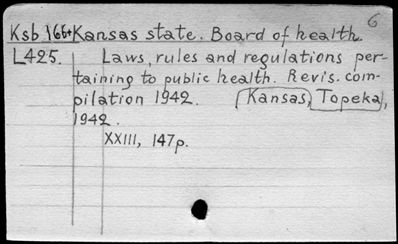 6
Ksb 166+ Kansas state. Board of health.
L425. Laws, rules and regulations per-
taining to public health. Revis. com-
pilation 1942. (Kansas, Topeka),
1942.
XXIII, 147p.